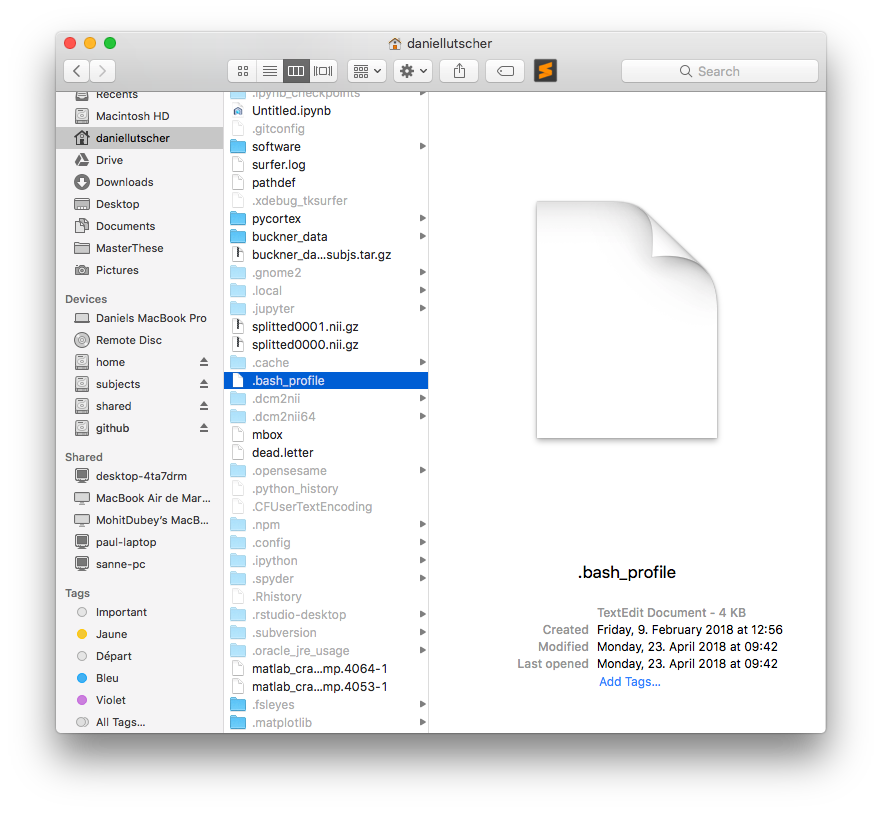 daniellutscher
Search
Recents
Macintosh HD
daniellutscher
Drive
Downloads
Desktop
Documents
MasterThese
Pictures
Devices
Daniels MacBook Pro
Remote Disc
home
subjects
shared
github
Shared
desktop-4ta7drm
MacBook Air de Mar...
MohitDubey's MacB...
paul-laptop
sanne-pc
Tags
Important
Jaune
Départ
Bleu
Violet
All Tags...
.ipynb_checkpoints
Untitled.ipynb
.gitconfig
software
surfer.log
pathdef
.xdebug_tksurfer
pycortex
buckner_data
buckner_da...subjs.tar.gz
.gnome2
.local
.jupyter
splitted0001.nii.gz
splitted0000.nii.gz
.cache
.bash_profile
.dcm2nii
.dcm2nii64
mbox
dead.letter
.opensesame
.python_history
.CFUserTextEncoding
.npm
.config
.ipython
.spyder
.Rhistory
.rstudio-desktop
.subversion
.oracle_jre_usage
matlab_cra...mp.4064-1
matlab_cra...mp.4053-1
.fsleyes
.matplotlib
.bash_profile
TextEdit Document - 4 KB
Created Friday, 9. February 2018 at 12:56
Modified Monday, 23. April 2018 at 09:42
Last opened Monday, 23. April 2018 at 09:42
Add Tags...